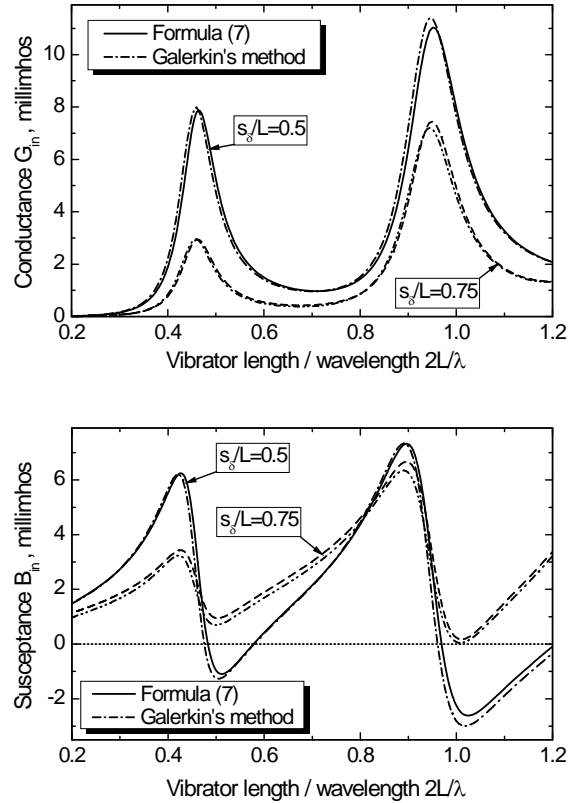 Formula (7)
Galerkin's method
Conductance G_in, millimhos
10
8
6
4
2
0
s_δ/L=0.5
s_δ/L=0.75
0.2 0.4 0.6 0.8 1.0 1.2
Vibrator length / wavelength 2L/λ
Susceptance B_in, millimhos
6
4
2
0
-2
s_δ/L=0.5
s_δ/L=0.75
Formula (7)
Galerkin's method
0.2 0.4 0.6 0.8 1.0 1.2
Vibrator length / wavelength 2L/λ